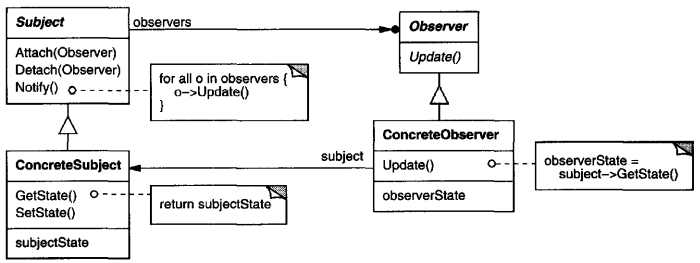 Subject
observers
Observer
Attach(Observer)
Detach(Observer)
Notify()
for all o in observers {
o->Update()
}
Update()
ConcreteSubject
GetState()
SetState()
subjectState
return subjectState
subject
ConcreteObserver
Update()
observerState
observerState =
subject->GetState()